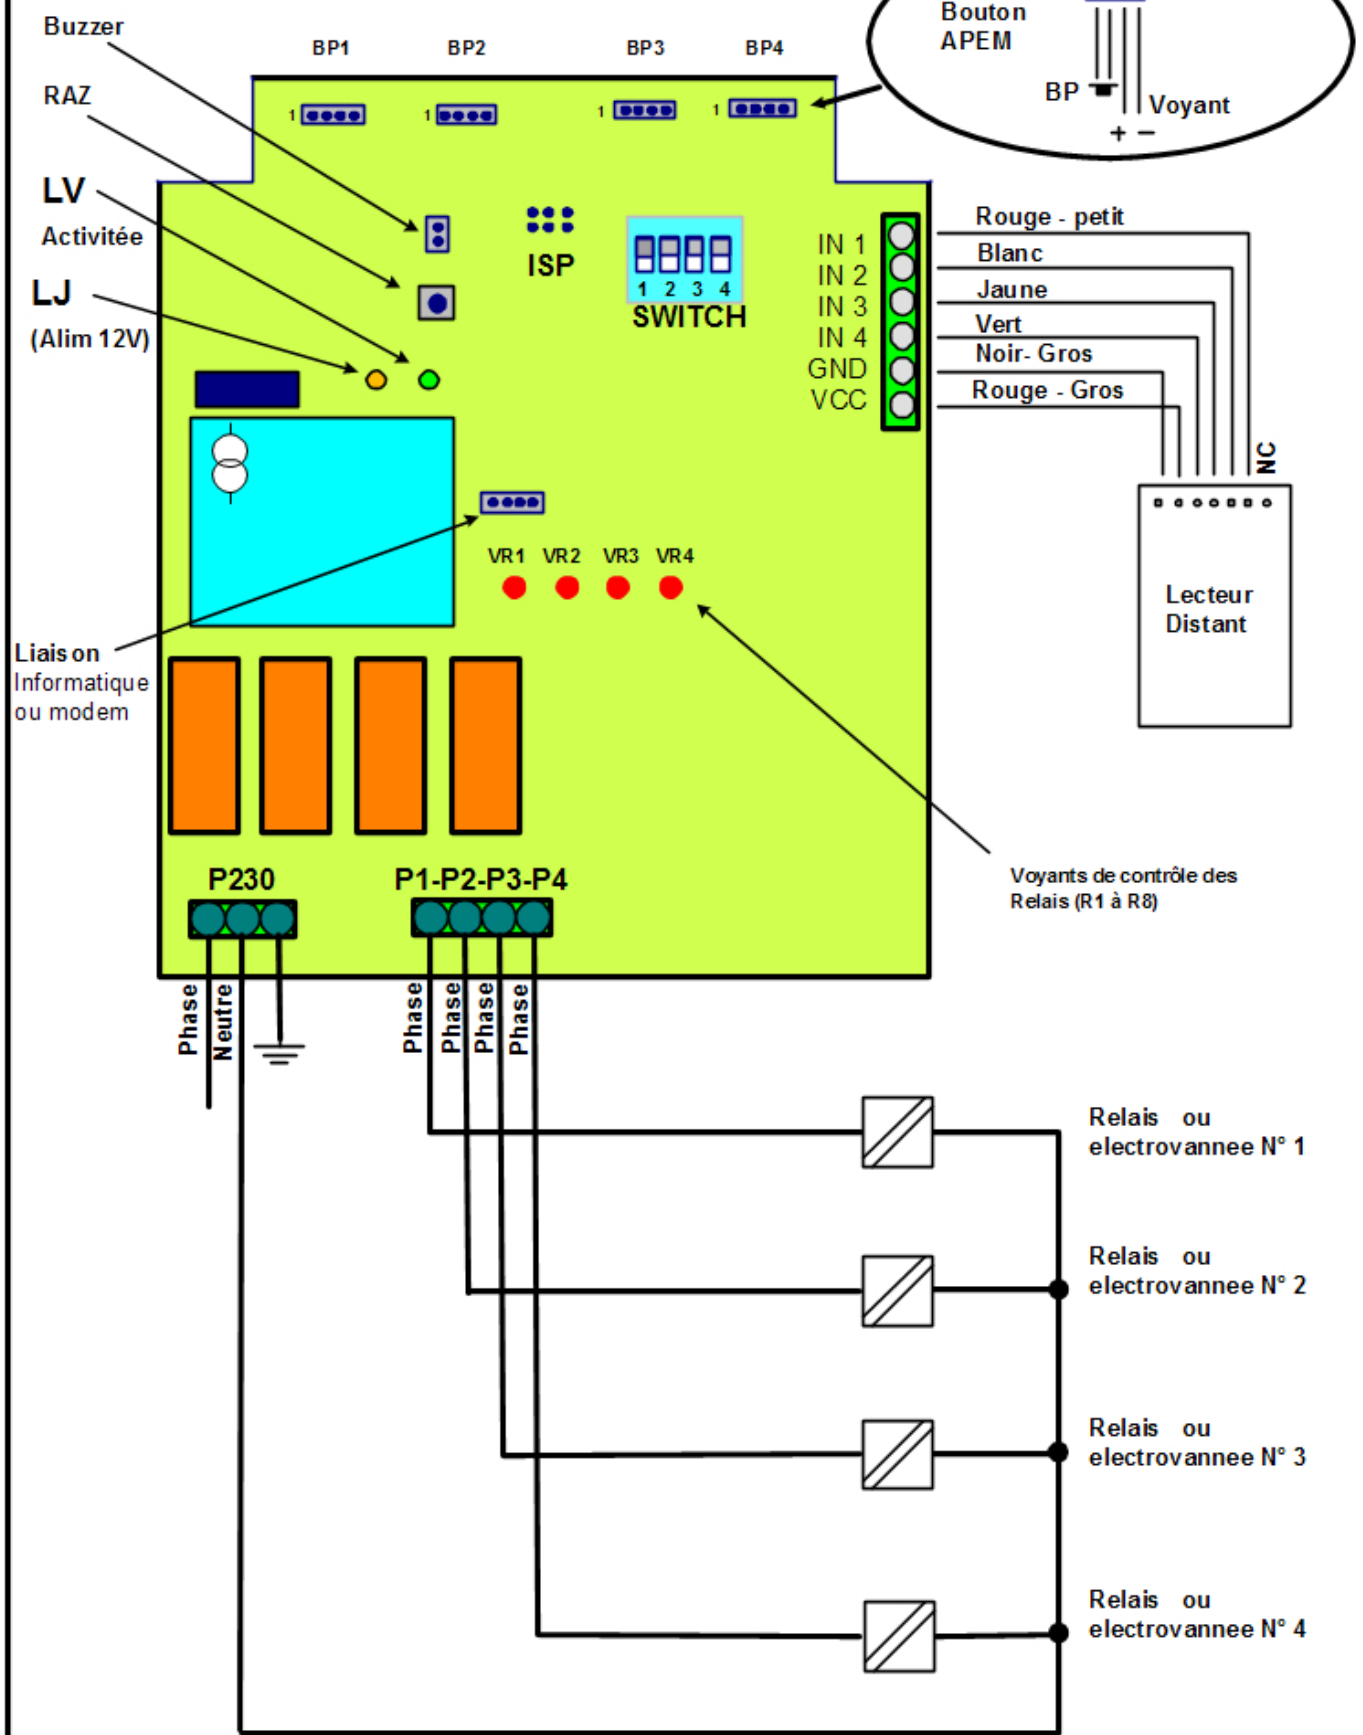 Buzzer
BP1
BP2
BP3
BP4
Bouton
APEM
BP
Voyant
+ −
RAZ
1
1
1
1
LV
Activitée
LJ
(Alim 12V)
ISP
1 2 3 4
SWITCH
IN 1
IN 2
IN 3
IN 4
GND
VCC
Rouge - petit
Blanc
Jaune
Vert
Noir- Gros
Rouge - Gros
NC
Lecteur
Distant
VR1 VR2 VR3 VR4
Liaison
Informatique
ou modem
Voyants de contrôle des
Relais (R1 à R8)
P230
P1-P2-P3-P4
Phase
Neutre
Phase
Phase
Phase
Phase
Relais ou
electrovannee N° 1
Relais ou
electrovannee N° 2
Relais ou
electrovannee N° 3
Relais ou
electrovannee N° 4